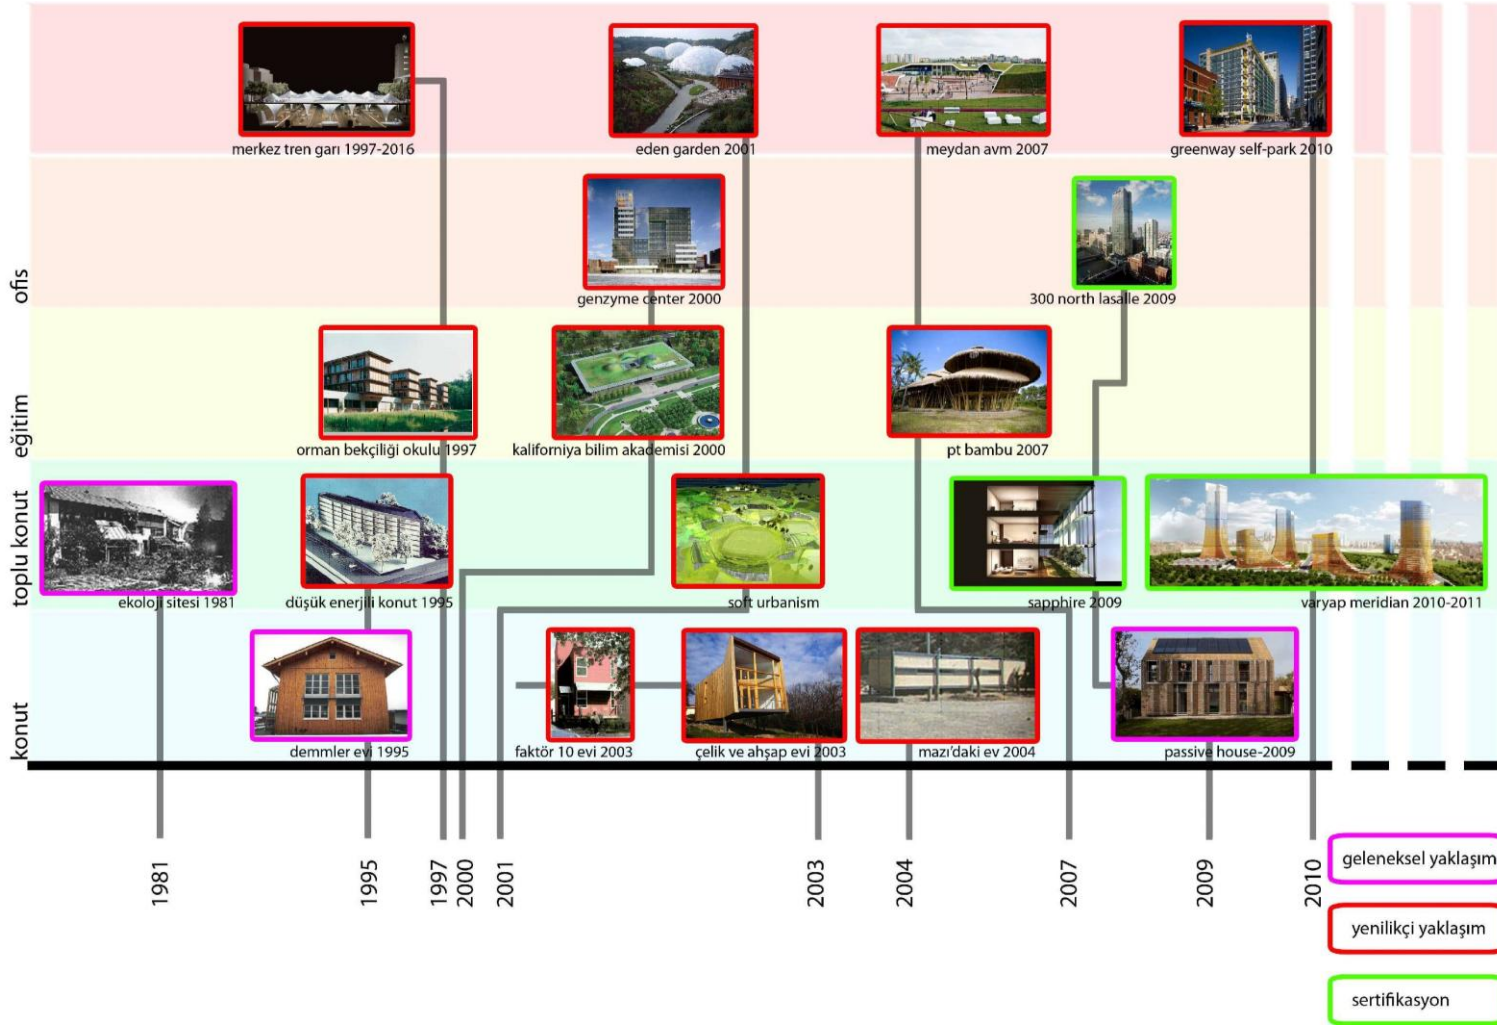 merkez tren garı 1997-2016
eden garden 2001
meydan avm 2007
greenway self-park 2010
ofis
genzyme center 2000
300 north lasalle 2009
eğitim
orman bekçiliği okulu 1997
kaliforniya bilim akademisi 2000
pt bambu 2007
toplu konut
ekoloji sitesi 1981
düşük enerjili konut 1995
soft urbanism
sapphire 2009
varyap meridian 2010-2011
konut
demmler evi 1995
faktör 10 evi 2003
çelik ve ahşap evi 2003
mazı'daki ev 2004
passive house-2009
1981
1995
1997
2000
2001
2003
2004
2007
2009
2010
geleneksel yaklaşım
yenilikçi yaklaşım
sertifikasyon